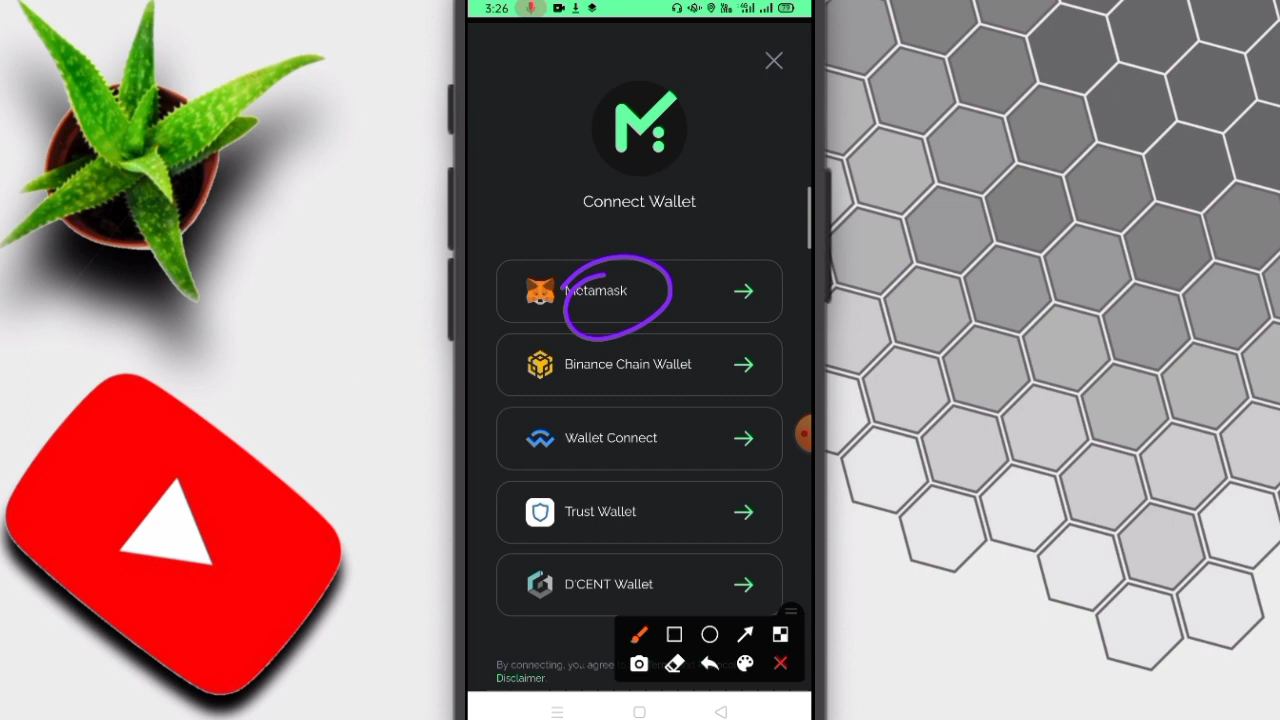 3:26
Connect Wallet
Metamask
Binance Chain Wallet
Wallet Connect
Trust Wallet
D'CENT Wallet
By connecting, you agree
Disclaimer.